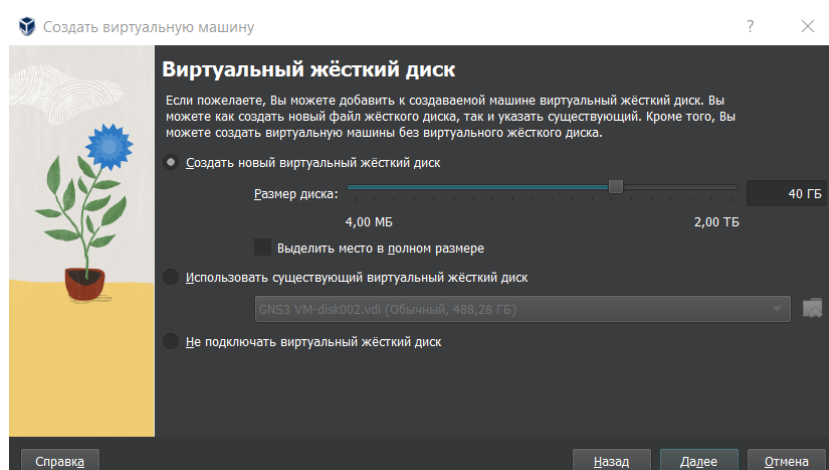 Создать виртуальную машину
Виртуальный жёсткий диск
Если пожелаете, Вы можете добавить к создаваемой машине виртуальный жёсткий диск. Вы
можете как создать новый файл жёсткого диска, так и указать существующий. Кроме того, Вы
можете создать виртуальную машины без виртуального жёсткого диска.
Создать новый виртуальный жёсткий диск
Размер диска: 40 ГБ
4,00 МБ 2,00 ТБ
Выделить место в полном размере
Использовать существующий виртуальный жёсткий диск
GNS3 VM-disk002.vdi (Обычный, 488,28 ГБ)
Не подключать виртуальный жёсткий диск
Справка Назад Далее Отмена